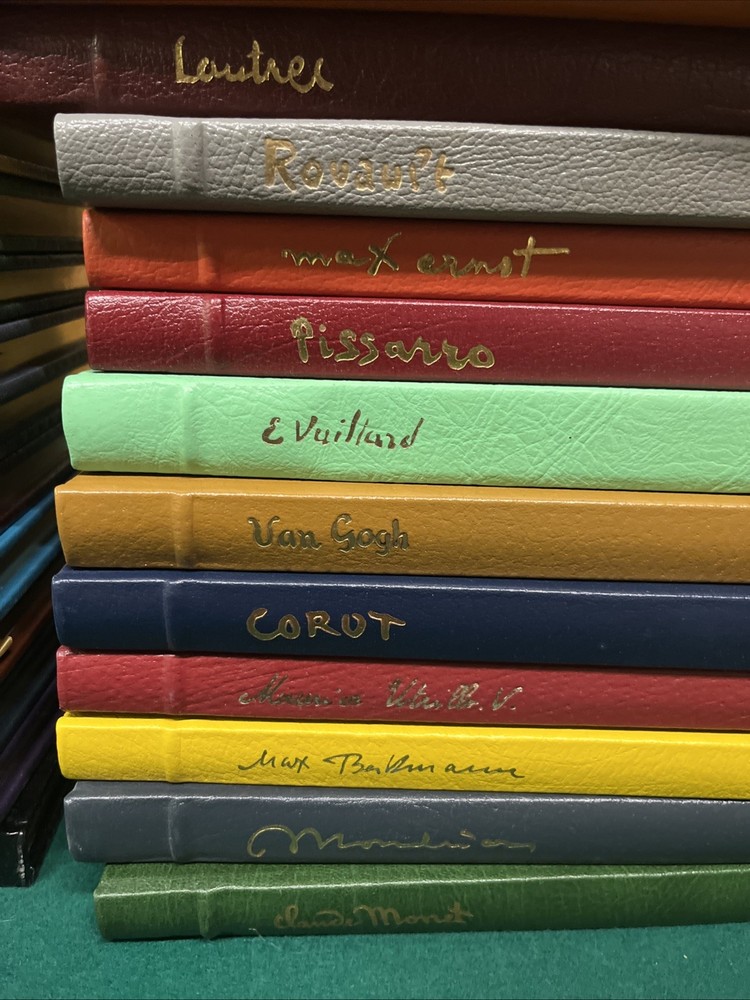 Lautrec
Rouault
max ernst
Pissarro
E Vuillard
Van Gogh
COROT
Maurice Utrillo. V.
Max Beckmann
Mondrian
Claude Monet